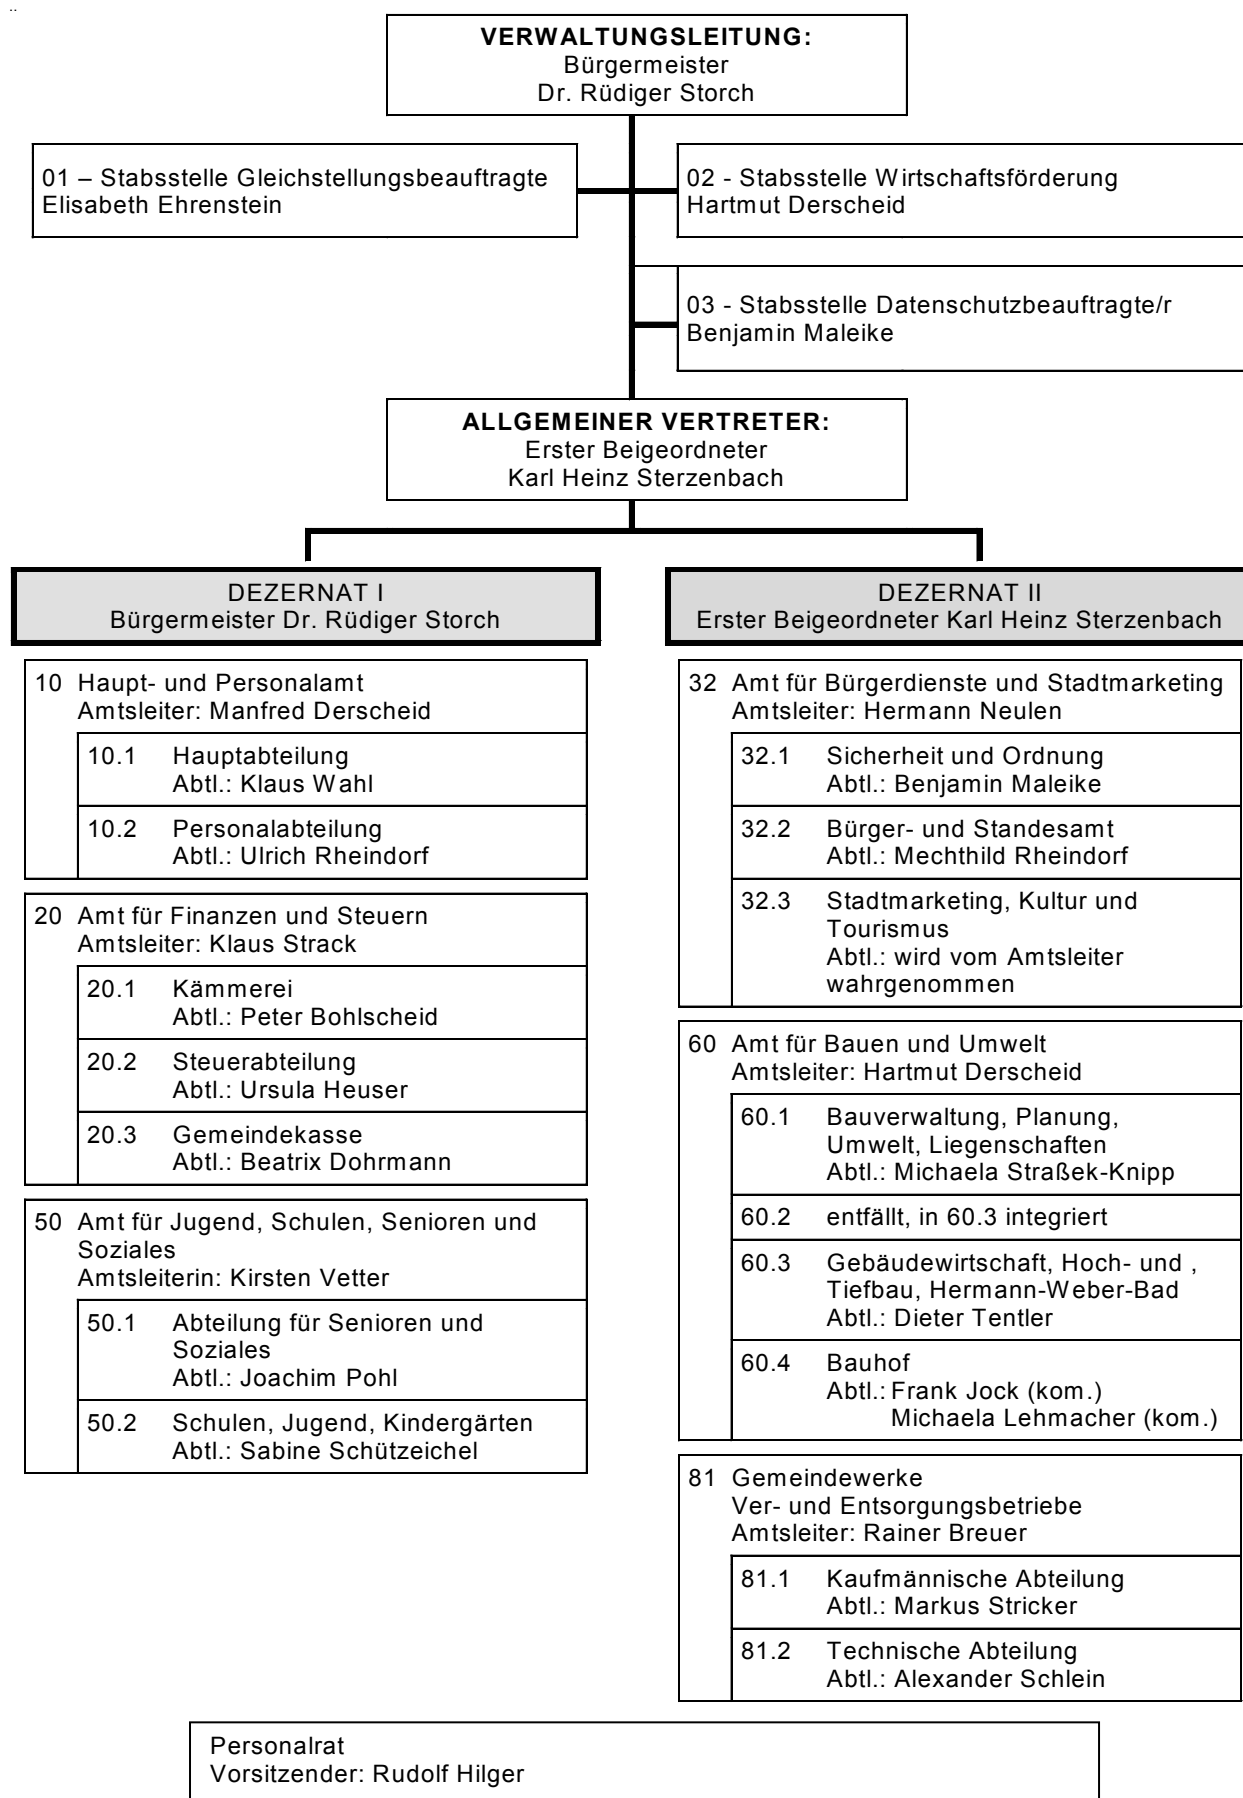 ..
VERWALTUNGSLEITUNG:
Bürgermeister
Dr. Rüdiger Storch
01 – Stabsstelle Gleichstellungsbeauftragte
Elisabeth Ehrenstein
02 - Stabsstelle Wirtschaftsförderung
Hartmut Derscheid
03 - Stabsstelle Datenschutzbeauftragte/r
Benjamin Maleike
ALLGEMEINER VERTRETER:
Erster Beigeordneter
Karl Heinz Sterzenbach
DEZERNAT I
Bürgermeister Dr. Rüdiger Storch
10 Haupt- und Personalamt
Amtsleiter: Manfred Derscheid
10.1 Hauptabteilung
Abtl.: Klaus Wahl
10.2 Personalabteilung
Abtl.: Ulrich Rheindorf
20 Amt für Finanzen und Steuern
Amtsleiter: Klaus Strack
20.1 Kämmerei
Abtl.: Peter Bohlscheid
20.2 Steuerabteilung
Abtl.: Ursula Heuser
20.3 Gemeindekasse
Abtl.: Beatrix Dohrmann
50 Amt für Jugend, Schulen, Senioren und
Soziales
Amtsleiterin: Kirsten Vetter
50.1 Abteilung für Senioren und
Soziales
Abtl.: Joachim Pohl
50.2 Schulen, Jugend, Kindergärten
Abtl.: Sabine Schützeichel
DEZERNAT II
Erster Beigeordneter Karl Heinz Sterzenbach
32 Amt für Bürgerdienste und Stadtmarketing
Amtsleiter: Hermann Neulen
32.1 Sicherheit und Ordnung
Abtl.: Benjamin Maleike
32.2 Bürger- und Standesamt
Abtl.: Mechthild Rheindorf
32.3 Stadtmarketing, Kultur und
Tourismus
Abtl.: wird vom Amtsleiter
wahrgenommen
60 Amt für Bauen und Umwelt
Amtsleiter: Hartmut Derscheid
60.1 Bauverwaltung, Planung,
Umwelt, Liegenschaften
Abtl.: Michaela Straßek-Knipp
60.2 entfällt, in 60.3 integriert
60.3 Gebäudewirtschaft, Hoch- und ,
Tiefbau, Hermann-Weber-Bad
Abtl.: Dieter Tentler
60.4 Bauhof
Abtl.: Frank Jock (kom.)
Michaela Lehmacher (kom.)
81 Gemeindewerke
Ver- und Entsorgungsbetriebe
Amtsleiter: Rainer Breuer
81.1 Kaufmännische Abteilung
Abtl.: Markus Stricker
81.2 Technische Abteilung
Abtl.: Alexander Schlein
Personalrat
Vorsitzender: Rudolf Hilger